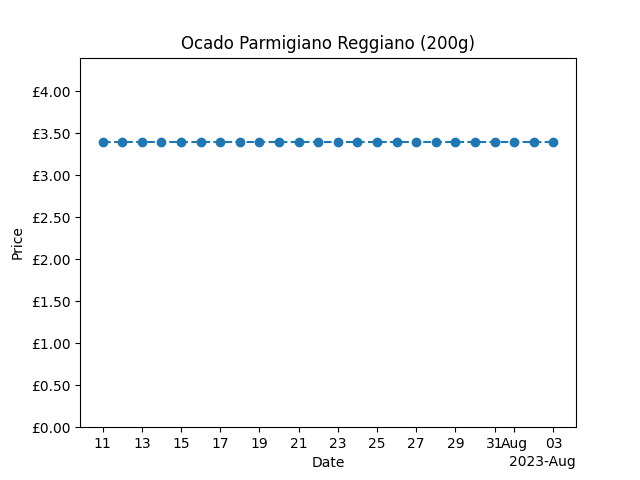 Ocado Parmigiano Reggiano (200g)
£4.00
£3.50
£3.00
£2.50
£2.00
£1.50
£1.00
£0.50
£0.00
Price
11 13 15 17 19 21 23 25 27 29 31 Aug 03
Date
2023-Aug